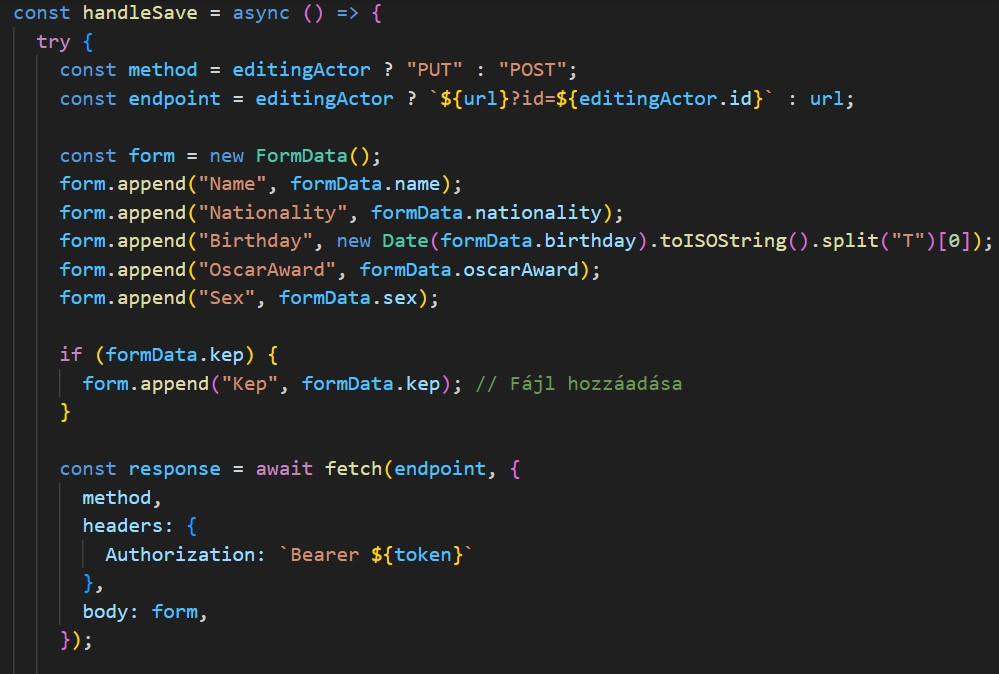 const handleSave = async () => {
try {
const method = editingActor ? "PUT" : "POST";
const endpoint = editingActor ? `${url}?id=${editingActor.id}` : url;
const form = new FormData();
form.append("Name", formData.name);
form.append("Nationality", formData.nationality);
form.append("Birthday", new Date(formData.birthday).toISOString().split("T")[0]);
form.append("OscarAward", formData.oscarAward);
form.append("Sex", formData.sex);
if (formData.kep) {
form.append("Kep", formData.kep); // Fájl hozzáadása
}
const response = await fetch(endpoint, {
method,
headers: {
Authorization: `Bearer ${token}`
},
body: form,
});